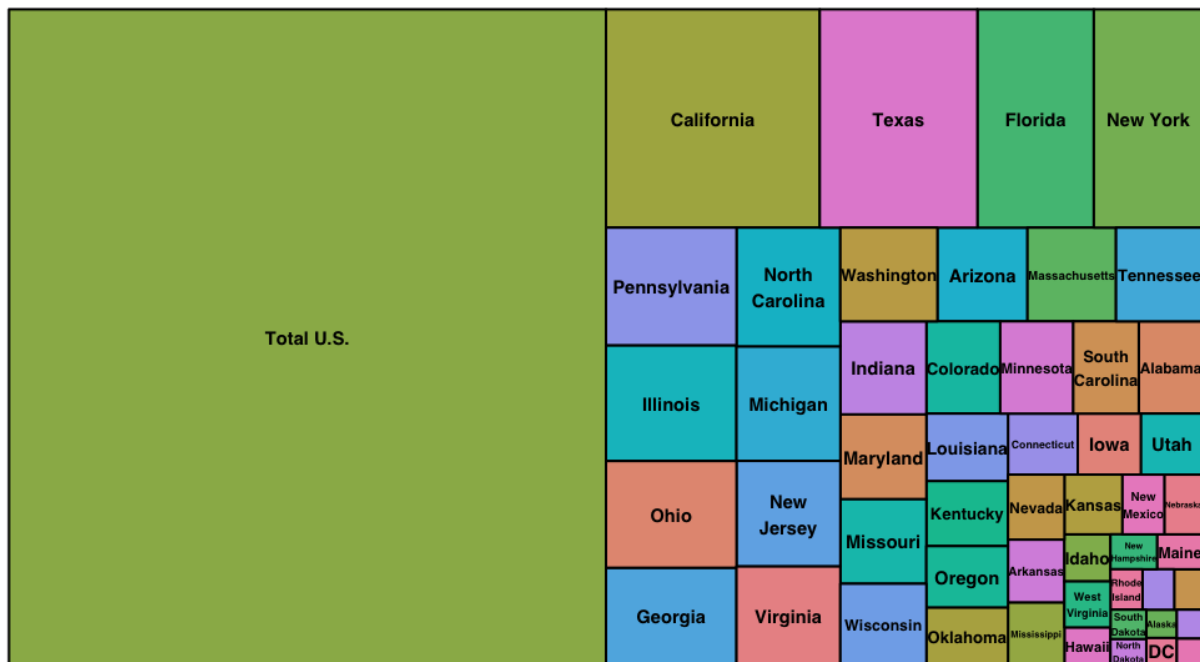 Total U.S.
California
Texas
Florida
New York
Pennsylvania
North
Carolina
Washington
Arizona
Massachusetts
Tennessee
Illinois
Michigan
Indiana
Colorado
Minnesota
South
Carolina
Alabama
Maryland
Louisiana
Connecticut
Iowa
Utah
Ohio
New
Jersey
Missouri
Kentucky
Nevada
Kansas
New
Mexico
Nebraska
Oregon
Arkansas
Idaho
New
Hampshire
Maine
Georgia
Virginia
Wisconsin
Oklahoma
Mississippi
West
Virginia
Rhode
Island
South
Dakota
Alaska
Hawaii
North
Dakota
DC